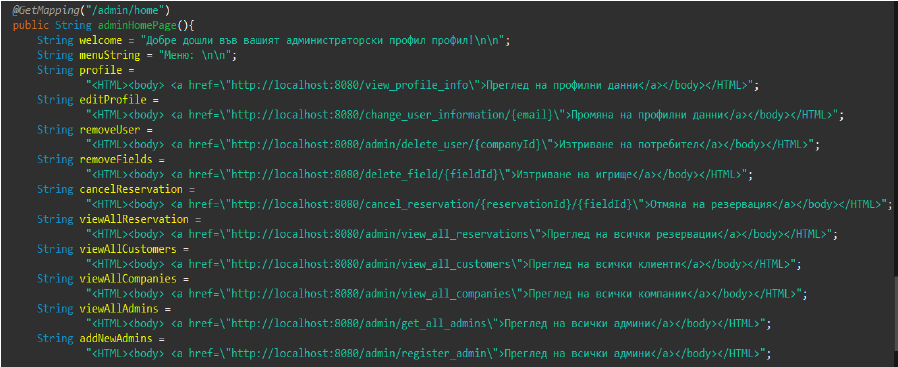 @GetMapping("/admin/home")
public String adminHomePage(){
String welcome = "Добре дошли във вашият администраторски профил профил!\n\n";
String menuString = "Меню: \n\n";
String profile =
"<HTML><body> <a href=\"http://localhost:8080/view_profile_info\">Преглед на профилни данни</a></body></HTML>";
String editProfile =
"<HTML><body> <a href=\"http://localhost:8080/change_user_information/{email}\">Промяна на профилни данни</a></body></HTML>";
String removeUser =
"<HTML><body> <a href=\"http://localhost:8080/admin/delete_user/{companyId}\">Изтриване на потребител</a></body></HTML>";
String removeFields =
"<HTML><body> <a href=\"http://localhost:8080/delete_field/{fieldId}\">Изтриване на игрище</a></body></HTML>";
String cancelReservation =
"<HTML><body> <a href=\"http://localhost:8080/cancel_reservation/{reservationId}/{fieldId}\">Отмяна на резервация</a></body></HTML>";
String viewAllReservation =
"<HTML><body> <a href=\"http://localhost:8080/admin/view_all_reservations\">Преглед на всички резервации</a></body></HTML>";
String viewAllCustomers =
"<HTML><body> <a href=\"http://localhost:8080/admin/view_all_customers\">Преглед на всички клиенти</a></body></HTML>";
String viewAllCompanies =
"<HTML><body> <a href=\"http://localhost:8080/admin/view_all_companies\">Преглед на всички компании</a></body></HTML>";
String viewAllAdmins =
"<HTML><body> <a href=\"http://localhost:8080/admin/get_all_admins\">Преглед на всички админи</a></body></HTML>";
String addNewAdmins =
"<HTML><body> <a href=\"http://localhost:8080/admin/register_admin\">Преглед на всички админи</a></body></HTML>";